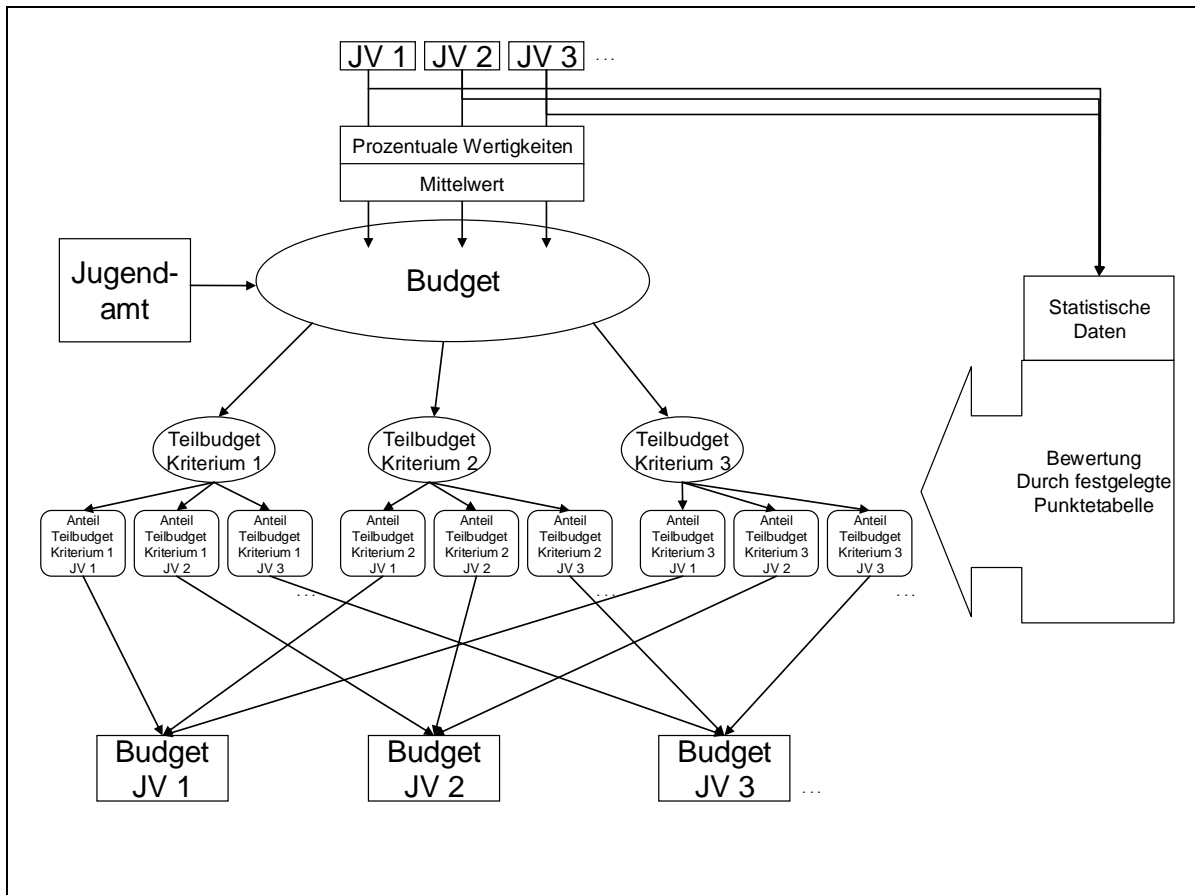 JV 1
JV 2
JV 3
...
Prozentuale Wertigkeiten
Mittelwert
Jugend-
amt
Budget
Statistische
Daten
Teilbudget
Kriterium 1
Teilbudget
Kriterium 2
Teilbudget
Kriterium 3
Bewertung
Durch festgelegte
Punktetabelle
Anteil
Teilbudget
Kriterium 1
JV 1
Anteil
Teilbudget
Kriterium 1
JV 2
Anteil
Teilbudget
Kriterium 1
JV 3
...
Anteil
Teilbudget
Kriterium 2
JV 1
Anteil
Teilbudget
Kriterium 2
JV 2
Anteil
Teilbudget
Kriterium 2
JV 3
...
Anteil
Teilbudget
Kriterium 3
JV 1
Anteil
Teilbudget
Kriterium 3
JV 2
Anteil
Teilbudget
Kriterium 3
JV 3
...
Budget
JV 1
Budget
JV 2
Budget
JV 3
...